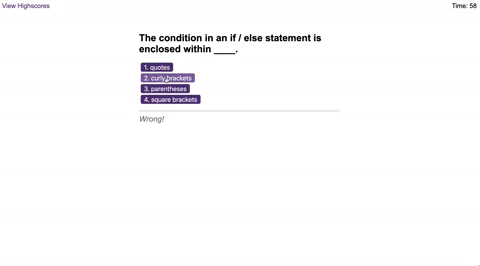 View Highscores
Time: 58
The condition in an if / else statement is
enclosed within ____.
1. quotes
2. curly brackets
3. parentheses
4. square brackets
Wrong!